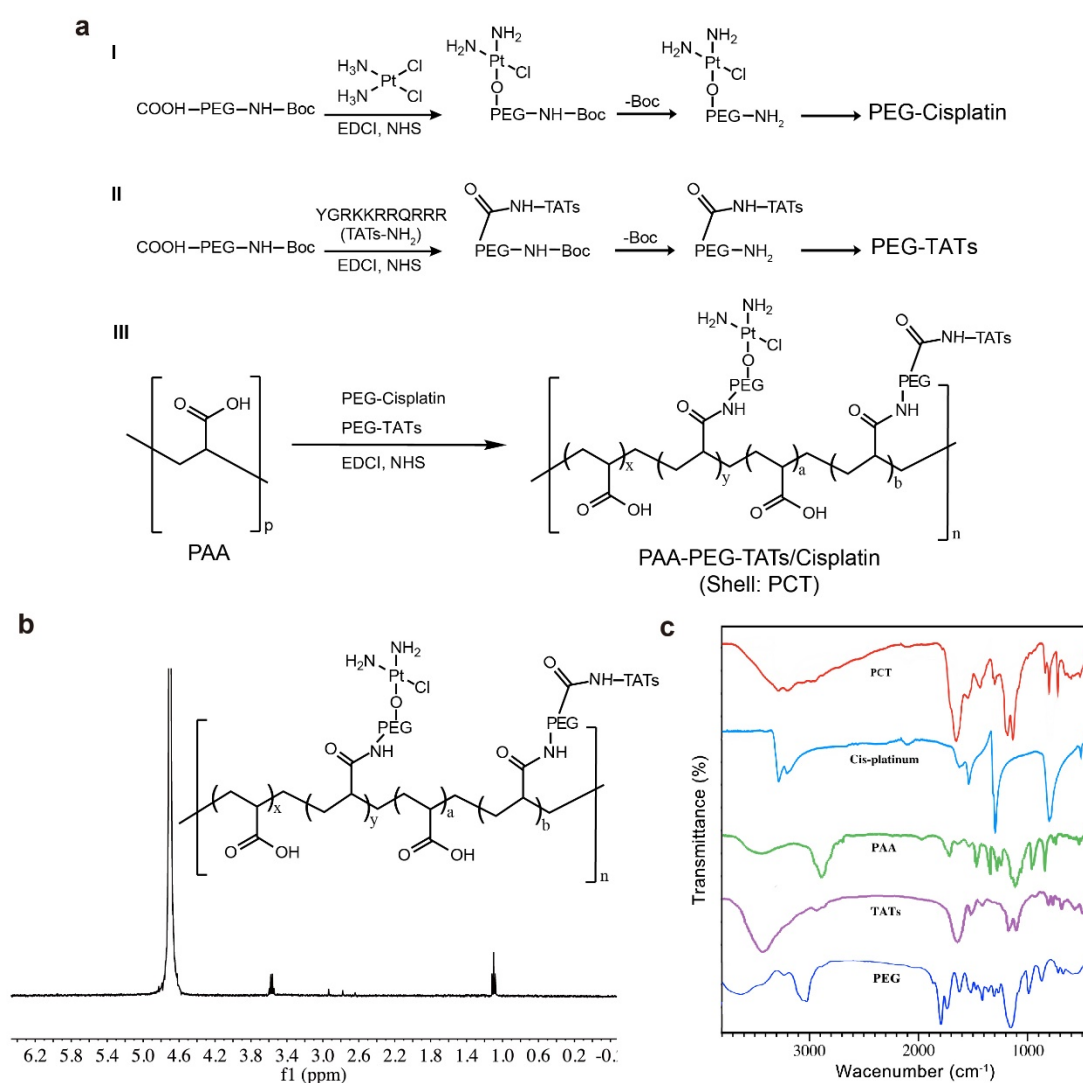 a
I
COOH-PEG-NH-Boc
H3N
H3N
Pt
Cl
Cl
EDCI, NHS
NH2
H2N
Pt
Cl
O
PEG-NH-Boc
-Boc
NH2
H2N
Pt
Cl
O
PEG-NH2
PEG-Cisplatin
II
COOH-PEG-NH-Boc
YGRKKRRQRRR
(TATs-NH2)
EDCI, NHS
O
NH-TATs
PEG-NH-Boc
-Boc
O
NH-TATs
PEG-NH2
PEG-TATs
III
O
OH
p
PAA
PEG-Cisplatin
PEG-TATs
EDCI, NHS
NH2
H2N
Pt
Cl
O
PEG
O
NH
O
NH-TATs
PEG
O
NH
x
y
a
b
O
OH
O
OH
n
PAA-PEG-TATs/Cisplatin
(Shell: PCT)
b
NH2
H2N
Pt
Cl
O
PEG
O
NH
O
NH-TATs
PEG
O
NH
x
y
a
b
O
OH
O
OH
n
6.2 5.8 5.4 5.0 4.6 4.2 3.8 3.4 3.0 2.6 2.2 1.8 1.4 1.0 0.6 0.2 -0.1
f1 (ppm)
c
PCT
Cis-platinum
PAA
TATs
PEG
Transmittance (%)
3000 2000 1000
Wacenumber (cm-1)